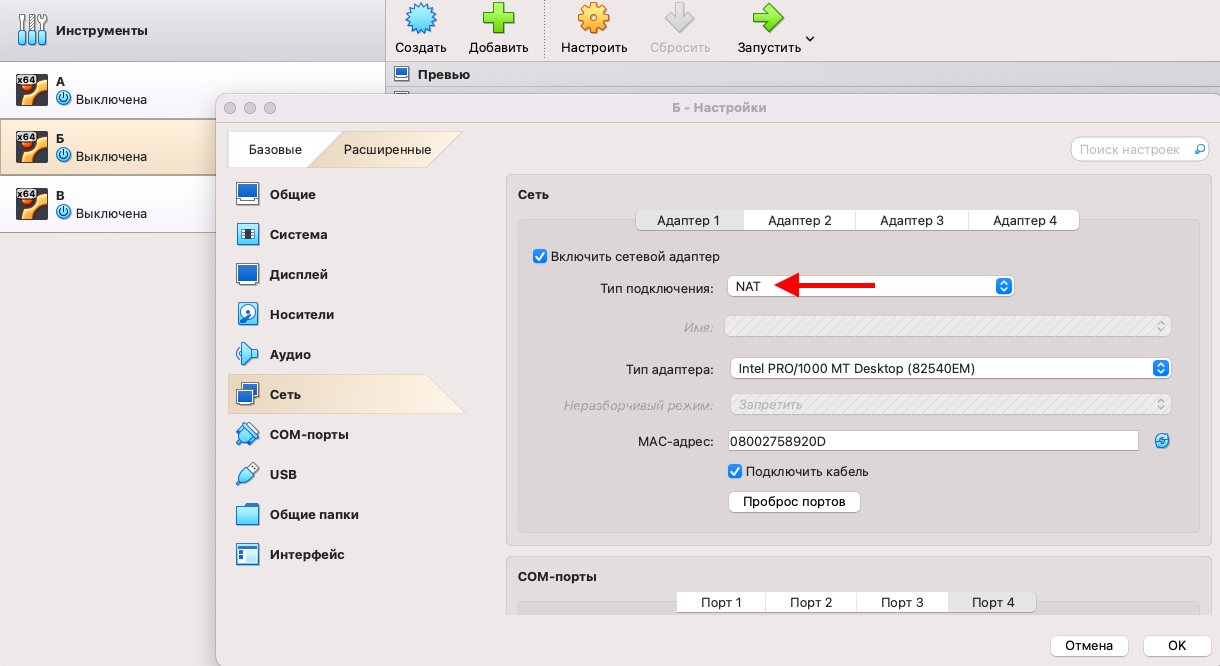 Инструменты
Создать
Добавить
Настроить
Сбросить
Запустить
x64
А
Выключена
x64
Б
Выключена
x64
В
Выключена
Превью
Б - Настройки
Базовые
Расширенные
Поиск настроек
Общие
Система
Дисплей
Носители
Аудио
Сеть
COM-порты
USB
Общие папки
Интерфейс
Сеть
Адаптер 1
Адаптер 2
Адаптер 3
Адаптер 4
Включить сетевой адаптер
Тип подключения:
NAT
Имя:
Тип адаптера:
Intel PRO/1000 MT Desktop (82540EM)
Неразборчивый режим:
Запретить
MAC-адрес:
08002758920D
Подключить кабель
Проброс портов
COM-порты
Порт 1
Порт 2
Порт 3
Порт 4
Отмена
OK